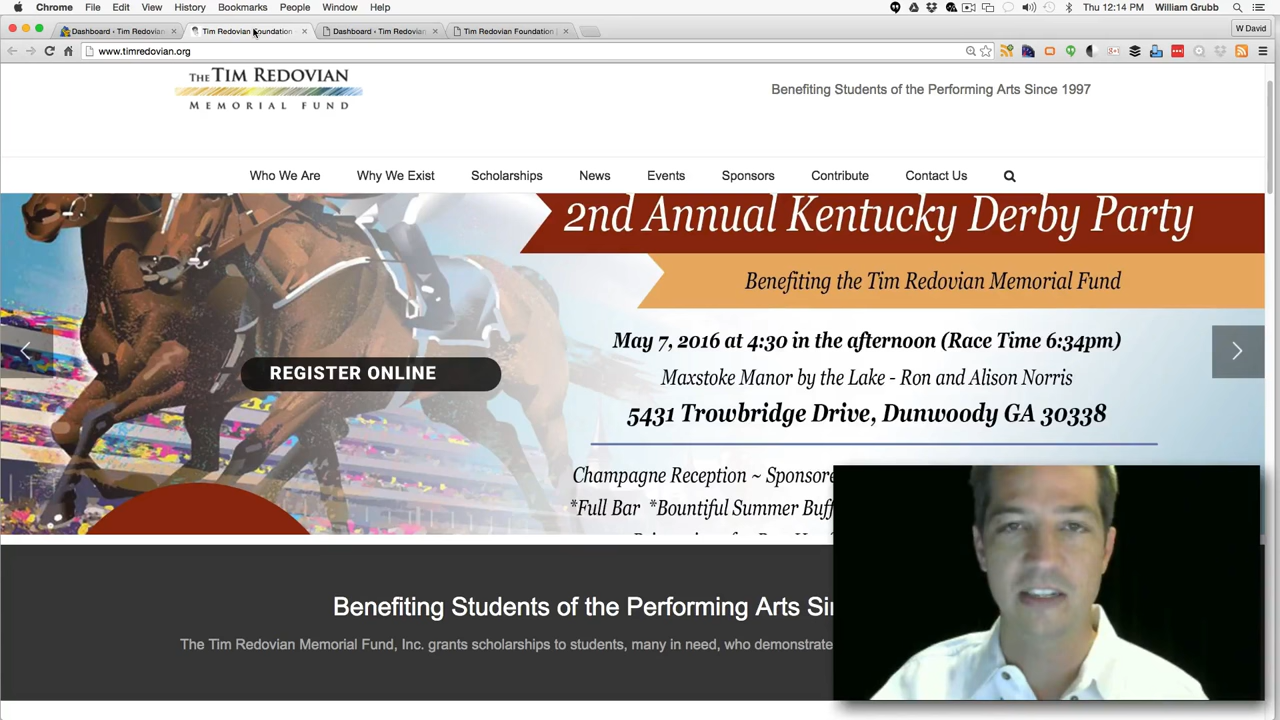 Chrome File Edit View History Bookmarks People Window Help Thu 12:14 PM William Grubb
Dashboard ‹ Tim Redovian Tim Redovian Foundation Dashboard ‹ Tim Redovian Tim Redovian Foundation W David
www.timredovian.org
THE TIM REDOVIAN
MEMORIAL FUND
Benefiting Students of the Performing Arts Since 1997
Who We Are Why We Exist Scholarships News Events Sponsors Contribute Contact Us
2nd Annual Kentucky Derby Party
Benefiting the Tim Redovian Memorial Fund
May 7, 2016 at 4:30 in the afternoon (Race Time 6:34pm)
REGISTER ONLINE
Maxstoke Manor by the Lake - Ron and Alison Norris
5431 Trowbridge Drive, Dunwoody GA 30338
Champagne Reception ~ Sponsore
*Full Bar *Bountiful Summer Buff
Benefiting Students of the Performing Arts Sin
The Tim Redovian Memorial Fund, Inc. grants scholarships to students, many in need, who demonstrate